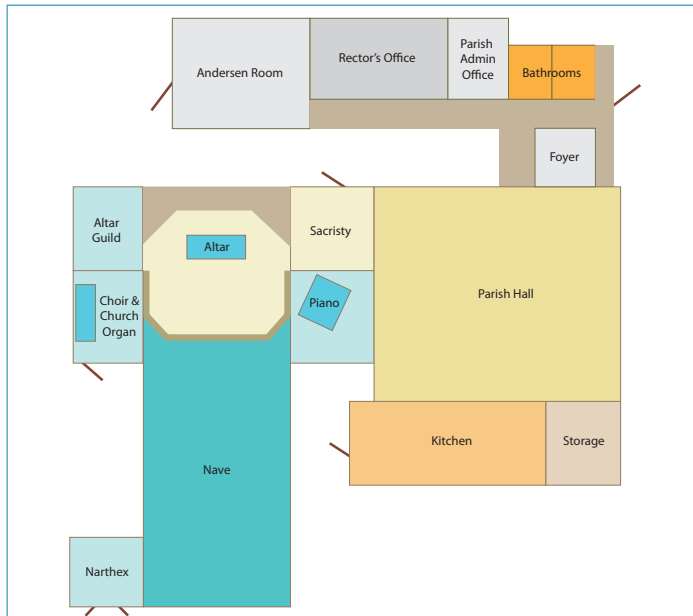 Andersen Room
Rector's Office
Parish
Admin
Office
Bathrooms
Foyer
Altar
Guild
Altar
Sacristy
Parish Hall
Choir &
Church
Organ
Piano
Kitchen
Storage
Nave
Narthex